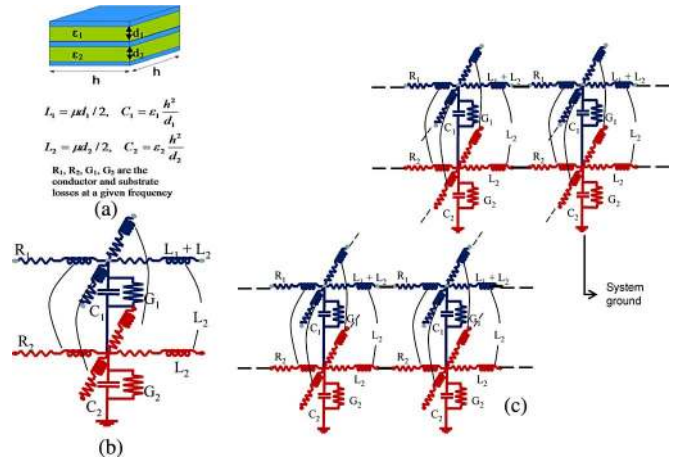 ε₁ d₁
ε₂ d₂
h h
L₁ = μd₁/2, C₁ = ε₁ h²/d₁
L₂ = μd₂/2, C₂ = ε₂ h²/d₂
R₁, R₂, G₁, G₂ are the
conductor and substrate
losses at a given frequency
(a)
R₁ L₁ + L₂
C₁ G₁
R₂ L₂
L₂
C₂ G₂
(b)
R₁ L₁ + L₂ R₁ L₁ + L₂
C₁ G₁ C₁ G₁
L₂ L₂
R₂ R₂
C₂ G₂ C₂ G₂
System
ground
R₁ L₁ + L₂ R₁ L₁ + L₂
C₁ G₁ C₁ G₁
L₂ L₂
R₂ R₂
C₂ G₂ C₂ G₂
(c)